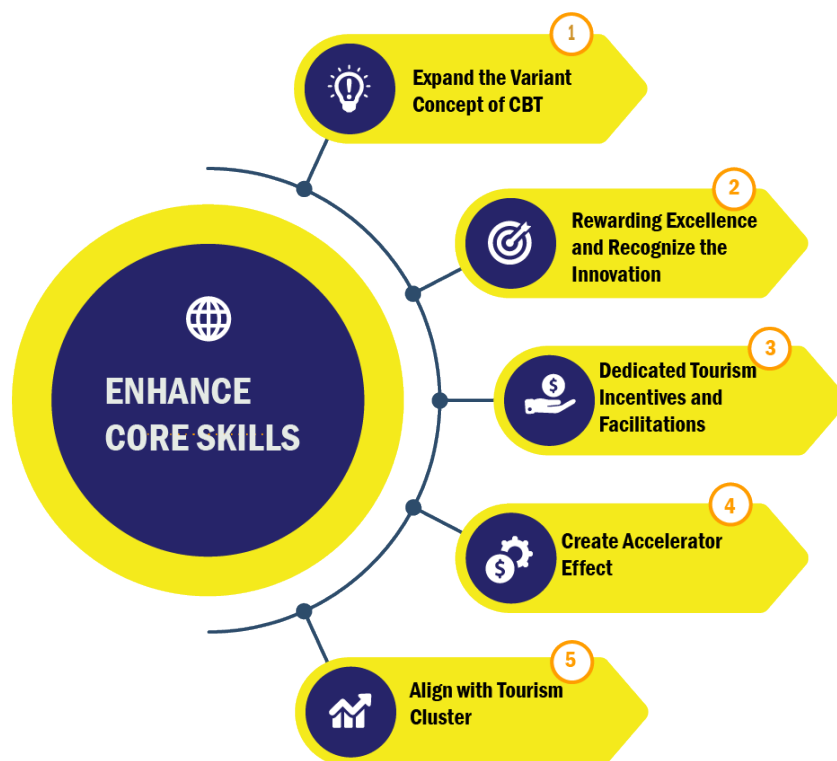 1
Expand the Variant
Concept of CBT
2
Rewarding Excellence
and Recognize the
Innovation
ENHANCE
CORE SKILLS
3
Dedicated Tourism
Incentives and
Facilitations
$
4
Create Accelerator
Effect
$
5
Align with Tourism
Cluster